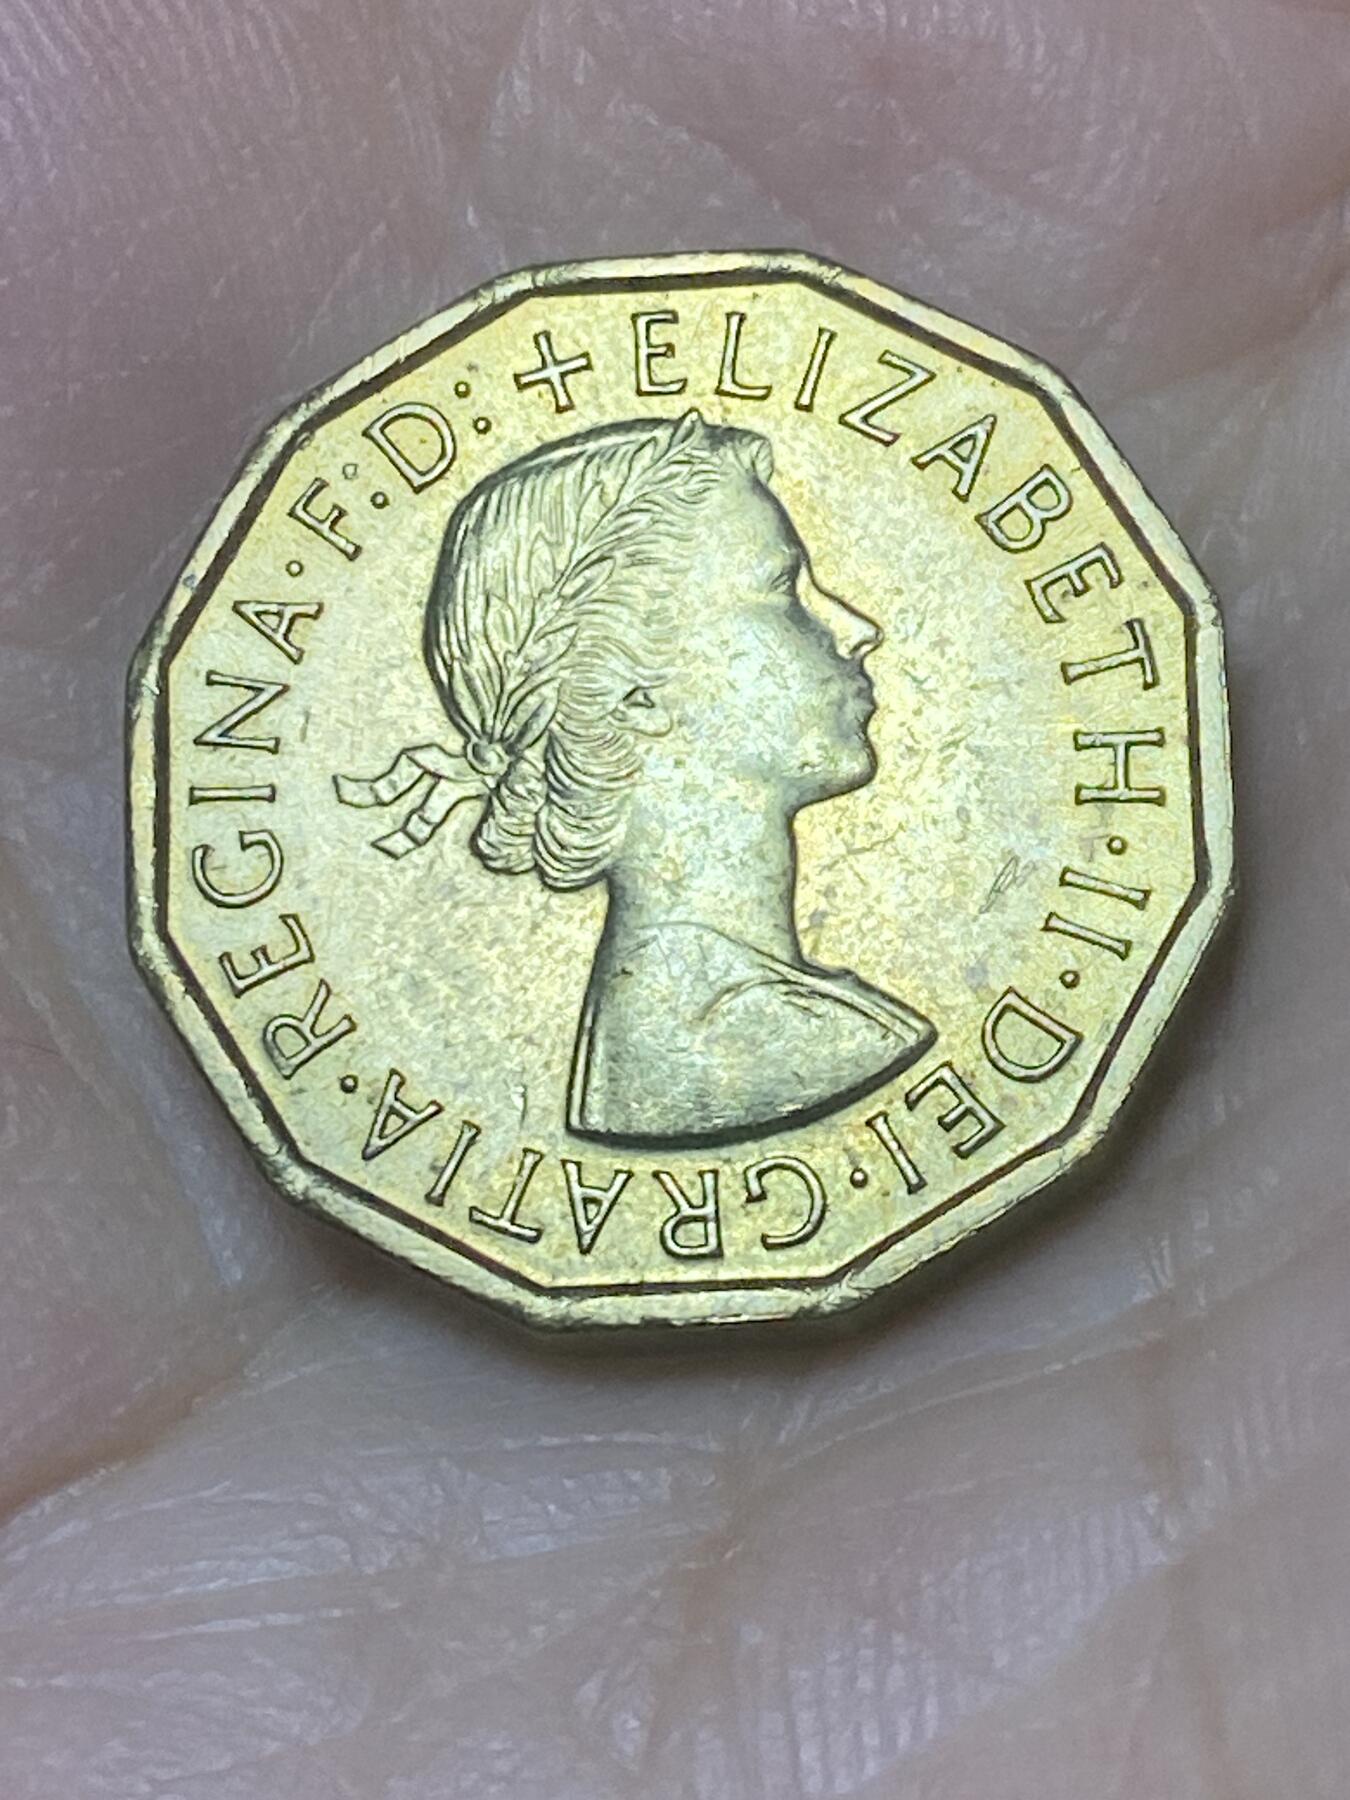 + ELIZABETH · II · DEI · GRATIA · REGINA · F: D: